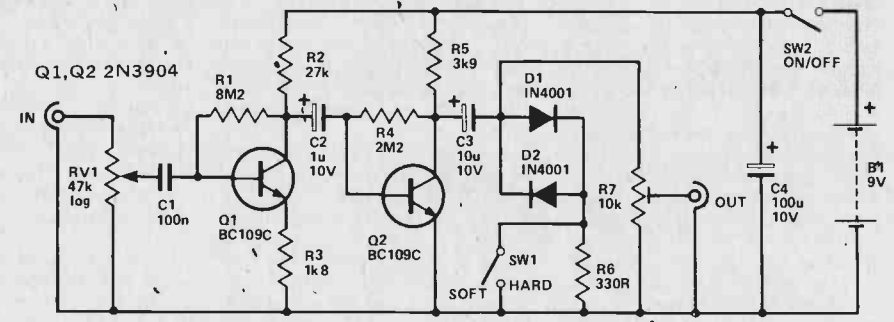 Q1,Q2 2N3904
IN
RV1
47k
log
C1
100n
R1
8M2
R2
27k
Q1
BC109C
R3
1k8
+
C2
1u
10V
R4
2M2
Q2
BC109C
R5
3k9
+
C3
10u
10V
D1
IN4001
D2
IN4001
SW1
SOFT
HARD
R6
330R
R7
10k
OUT
+
C4
100u
10V
SW2
ON/OFF
+
B1
9V